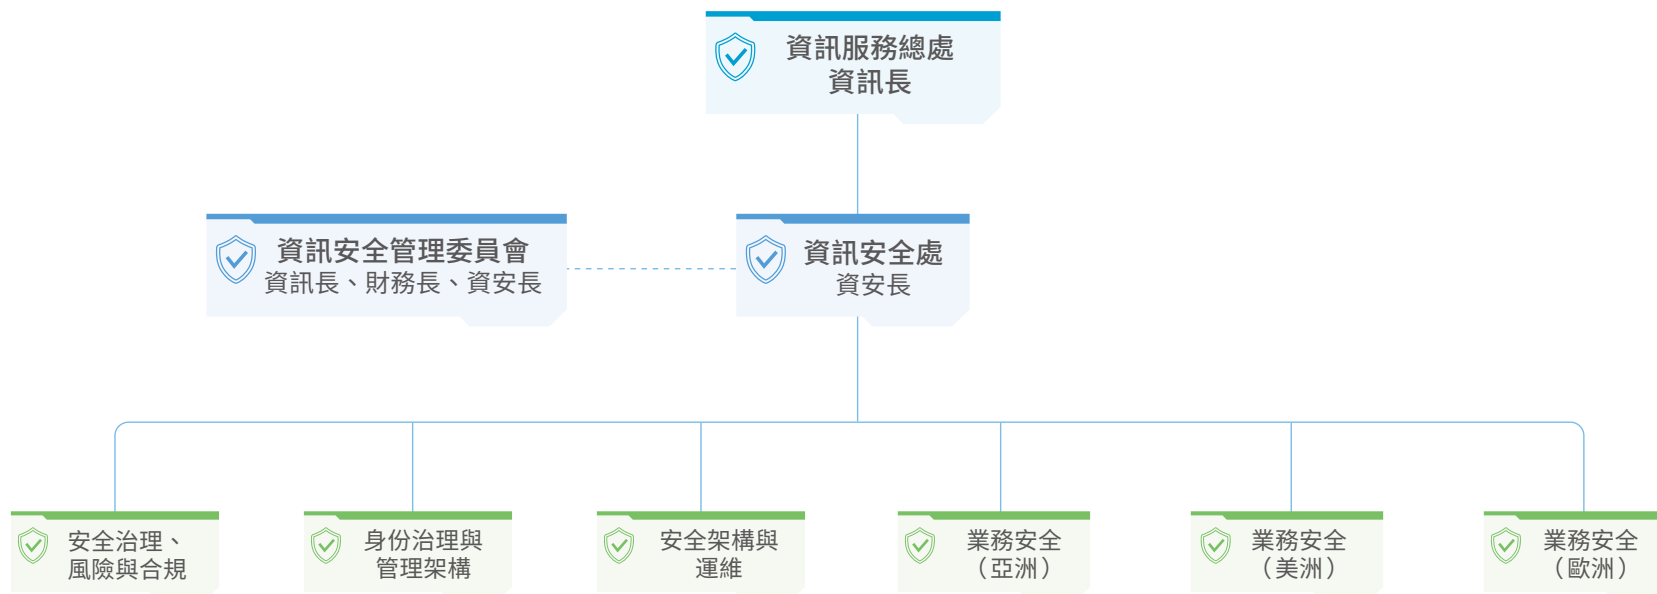 資訊服務總處
資訊長
資訊安全管理委員會
資訊長、財務長、資安長
資訊安全處
資安長
安全治理、
風險與合規
身份治理與
管理架構
安全架構與
運維
業務安全
（亞洲）
業務安全
（美洲）
業務安全
（歐洲）